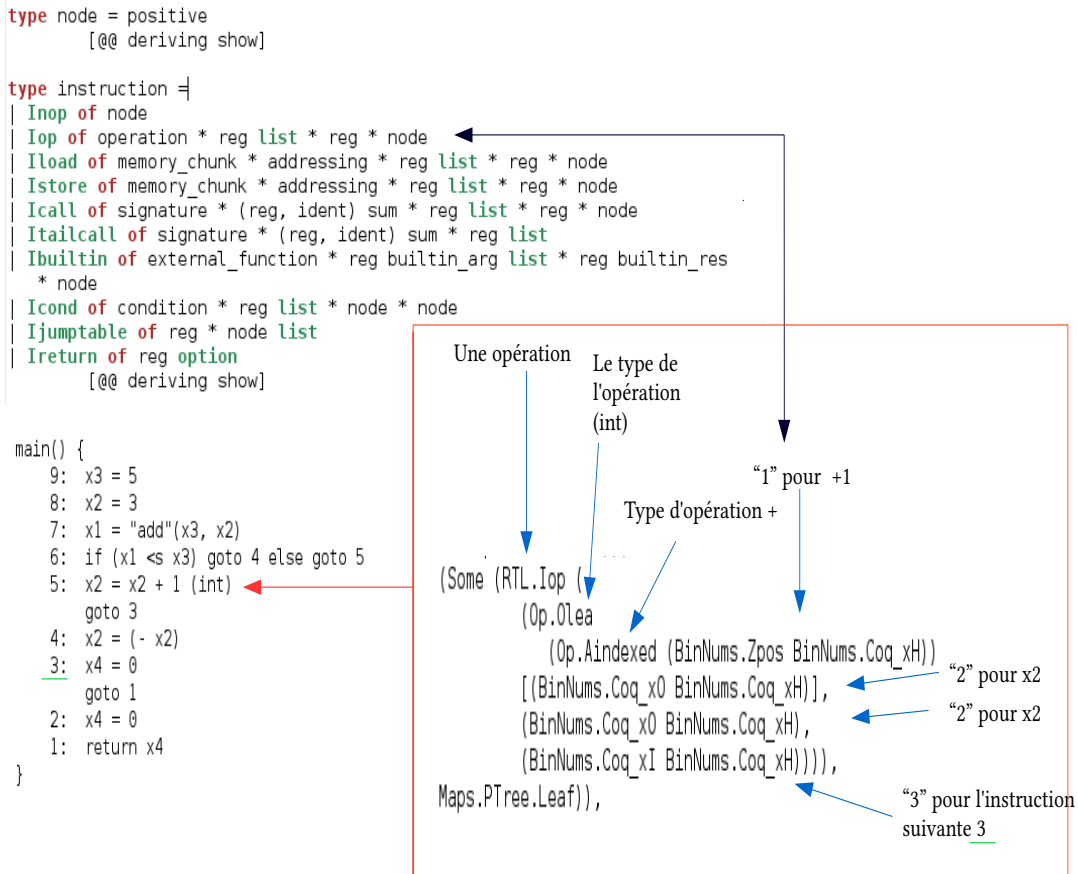 type node = positive
[@@ deriving show]
type instruction =
| Inop of node
| Iop of operation * reg list * reg * node
| Iload of memory_chunk * addressing * reg list * reg * node
| Istore of memory_chunk * addressing * reg list * reg * node
| Icall of signature * (reg, ident) sum * reg list * reg * node
| Itailcall of signature * (reg, ident) sum * reg list
| Ibuiltin of external_function * reg builtin_arg list * reg builtin_res
* node
| Icond of condition * reg list * node * node
| Ijumptable of reg * node list
| Ireturn of reg option
[@@ deriving show]
main() {
9: x3 = 5
8: x2 = 3
7: x1 = "add"(x3, x2)
6: if (x1 <s x3) goto 4 else goto 5
5: x2 = x2 + 1 (int)
goto 3
4: x2 = (- x2)
3: x4 = 0
goto 1
2: x4 = 0
1: return x4
}
Une opération
Le type de
l'opération
(int)
“1” pour +1
Type d'opération +
(Some (RTL.Iop (
(Op.Olea
(Op.Aindexed (BinNums.Zpos BinNums.Coq_xH))
[(BinNums.Coq_xO BinNums.Coq_xH)],
(BinNums.Coq_xO BinNums.Coq_xH),
(BinNums.Coq_xI BinNums.Coq_xH)))),
Maps.PTree.Leaf)),
“2” pour x2
“2” pour x2
“3” pour l'instruction
suivante 3